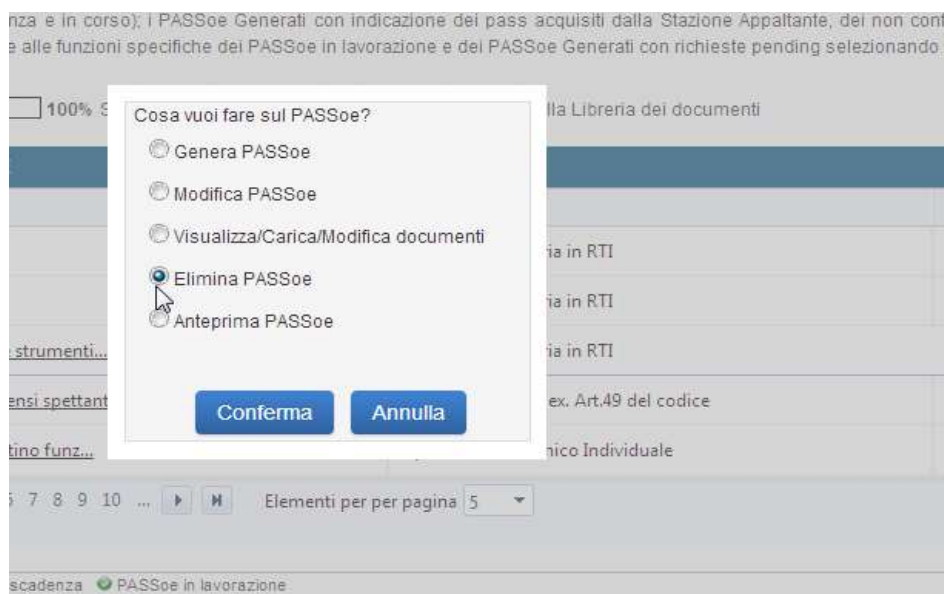 nza e in corso); i PASSoe Generati con indicazione dei pass acquisiti dalla Stazione Appaltante, dei non conf
e alle funzioni specifiche dei PASSoe in lavorazione e dei PASSoe Generati con richieste pending selezionando
100% S
lla Libreria dei documenti
Cosa vuoi fare sul PASSoe?
Genera PASSoe
Modifica PASSoe
Visualizza/Carica/Modifica documenti
Elimina PASSoe
Anteprima PASSoe
Conferma Annulla
ria in RTI
ria in RTI
strumenti... ria in RTI
ensi spettant ex. Art.49 del codice
tino funz... nico Individuale
7 8 9 10 ... Elementi per per pagina 5
scadenza PASSoe in lavorazione